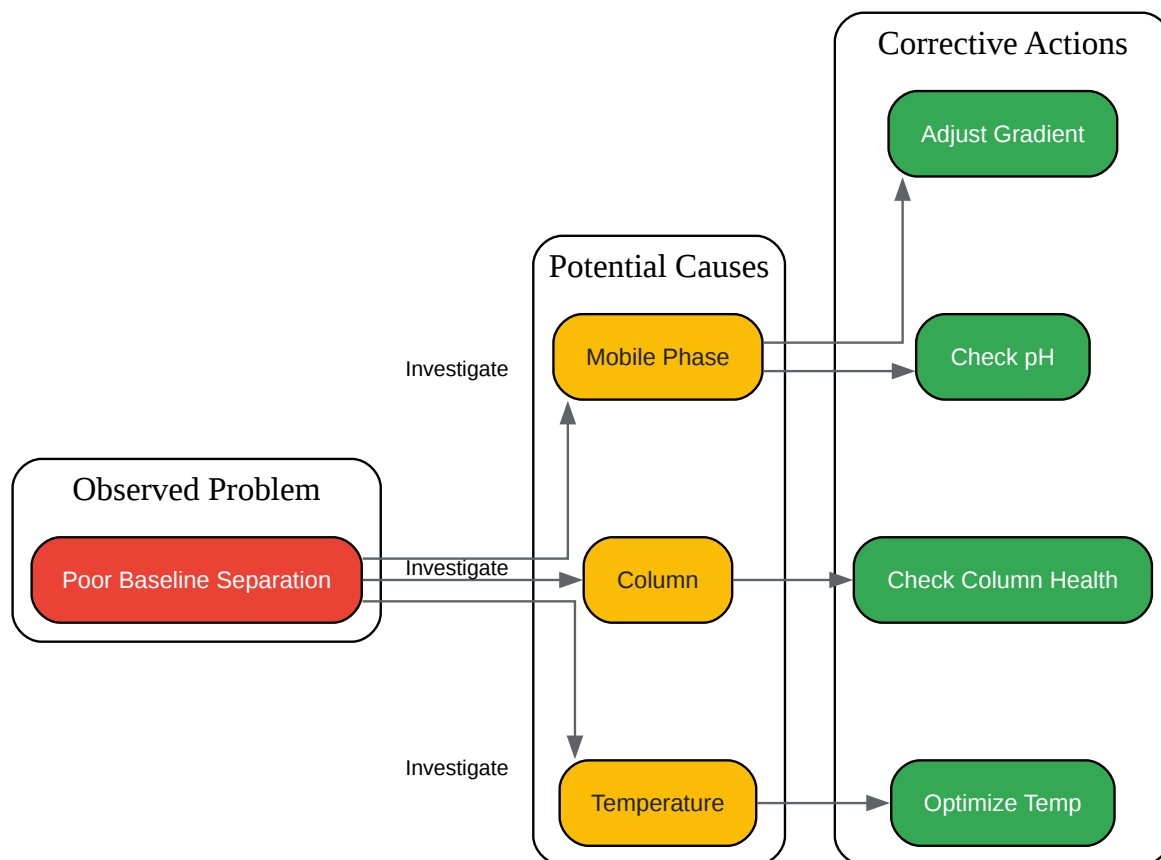 Corrective Actions
Adjust Gradient
Potential Causes
Mobile Phase
Check pH
Investigate
Observed Problem
Poor Baseline Separation
Investigate
Column
Check Column Health
Investigate
Temperature
Optimize Temp